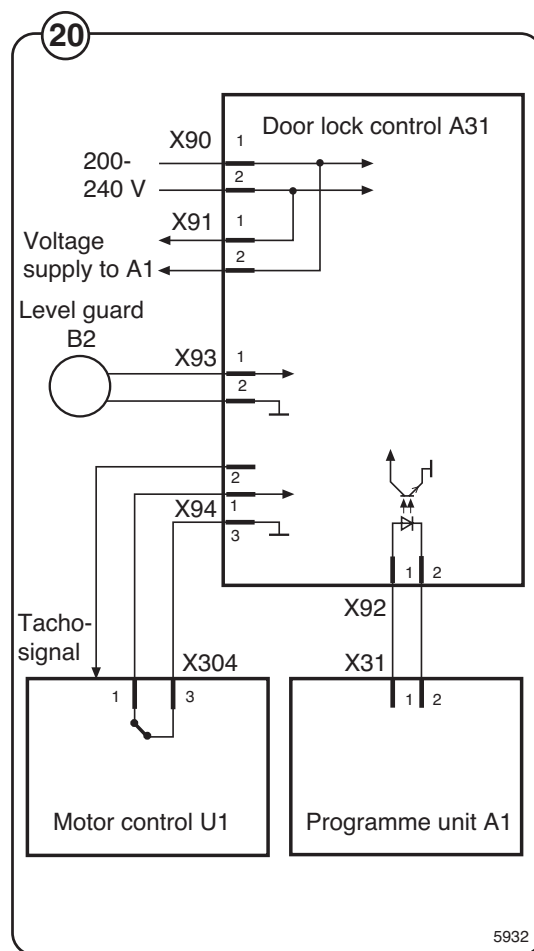 20
Door lock control A31
X90
1
200-
240 V
2
X91
1
Voltage
supply to A1
2
Level guard
B2
X93
1
2
2
X94
1
3
1
2
X92
Tacho-
signal
X304
X31
1
3
1
2
Motor control U1
Programme unit A1
5932